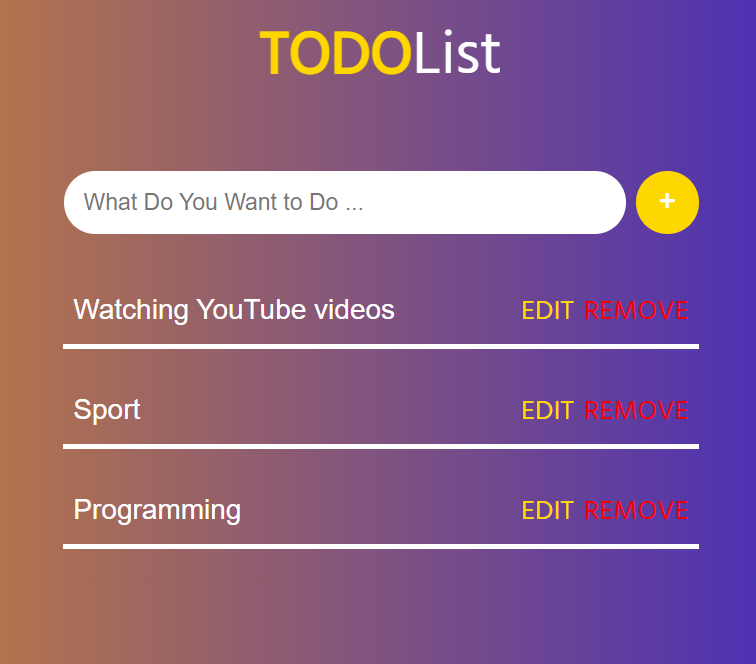 TODOList
What Do You Want to Do ...
+
Watching YouTube videos EDIT REMOVE
Sport EDIT REMOVE
Programming EDIT REMOVE